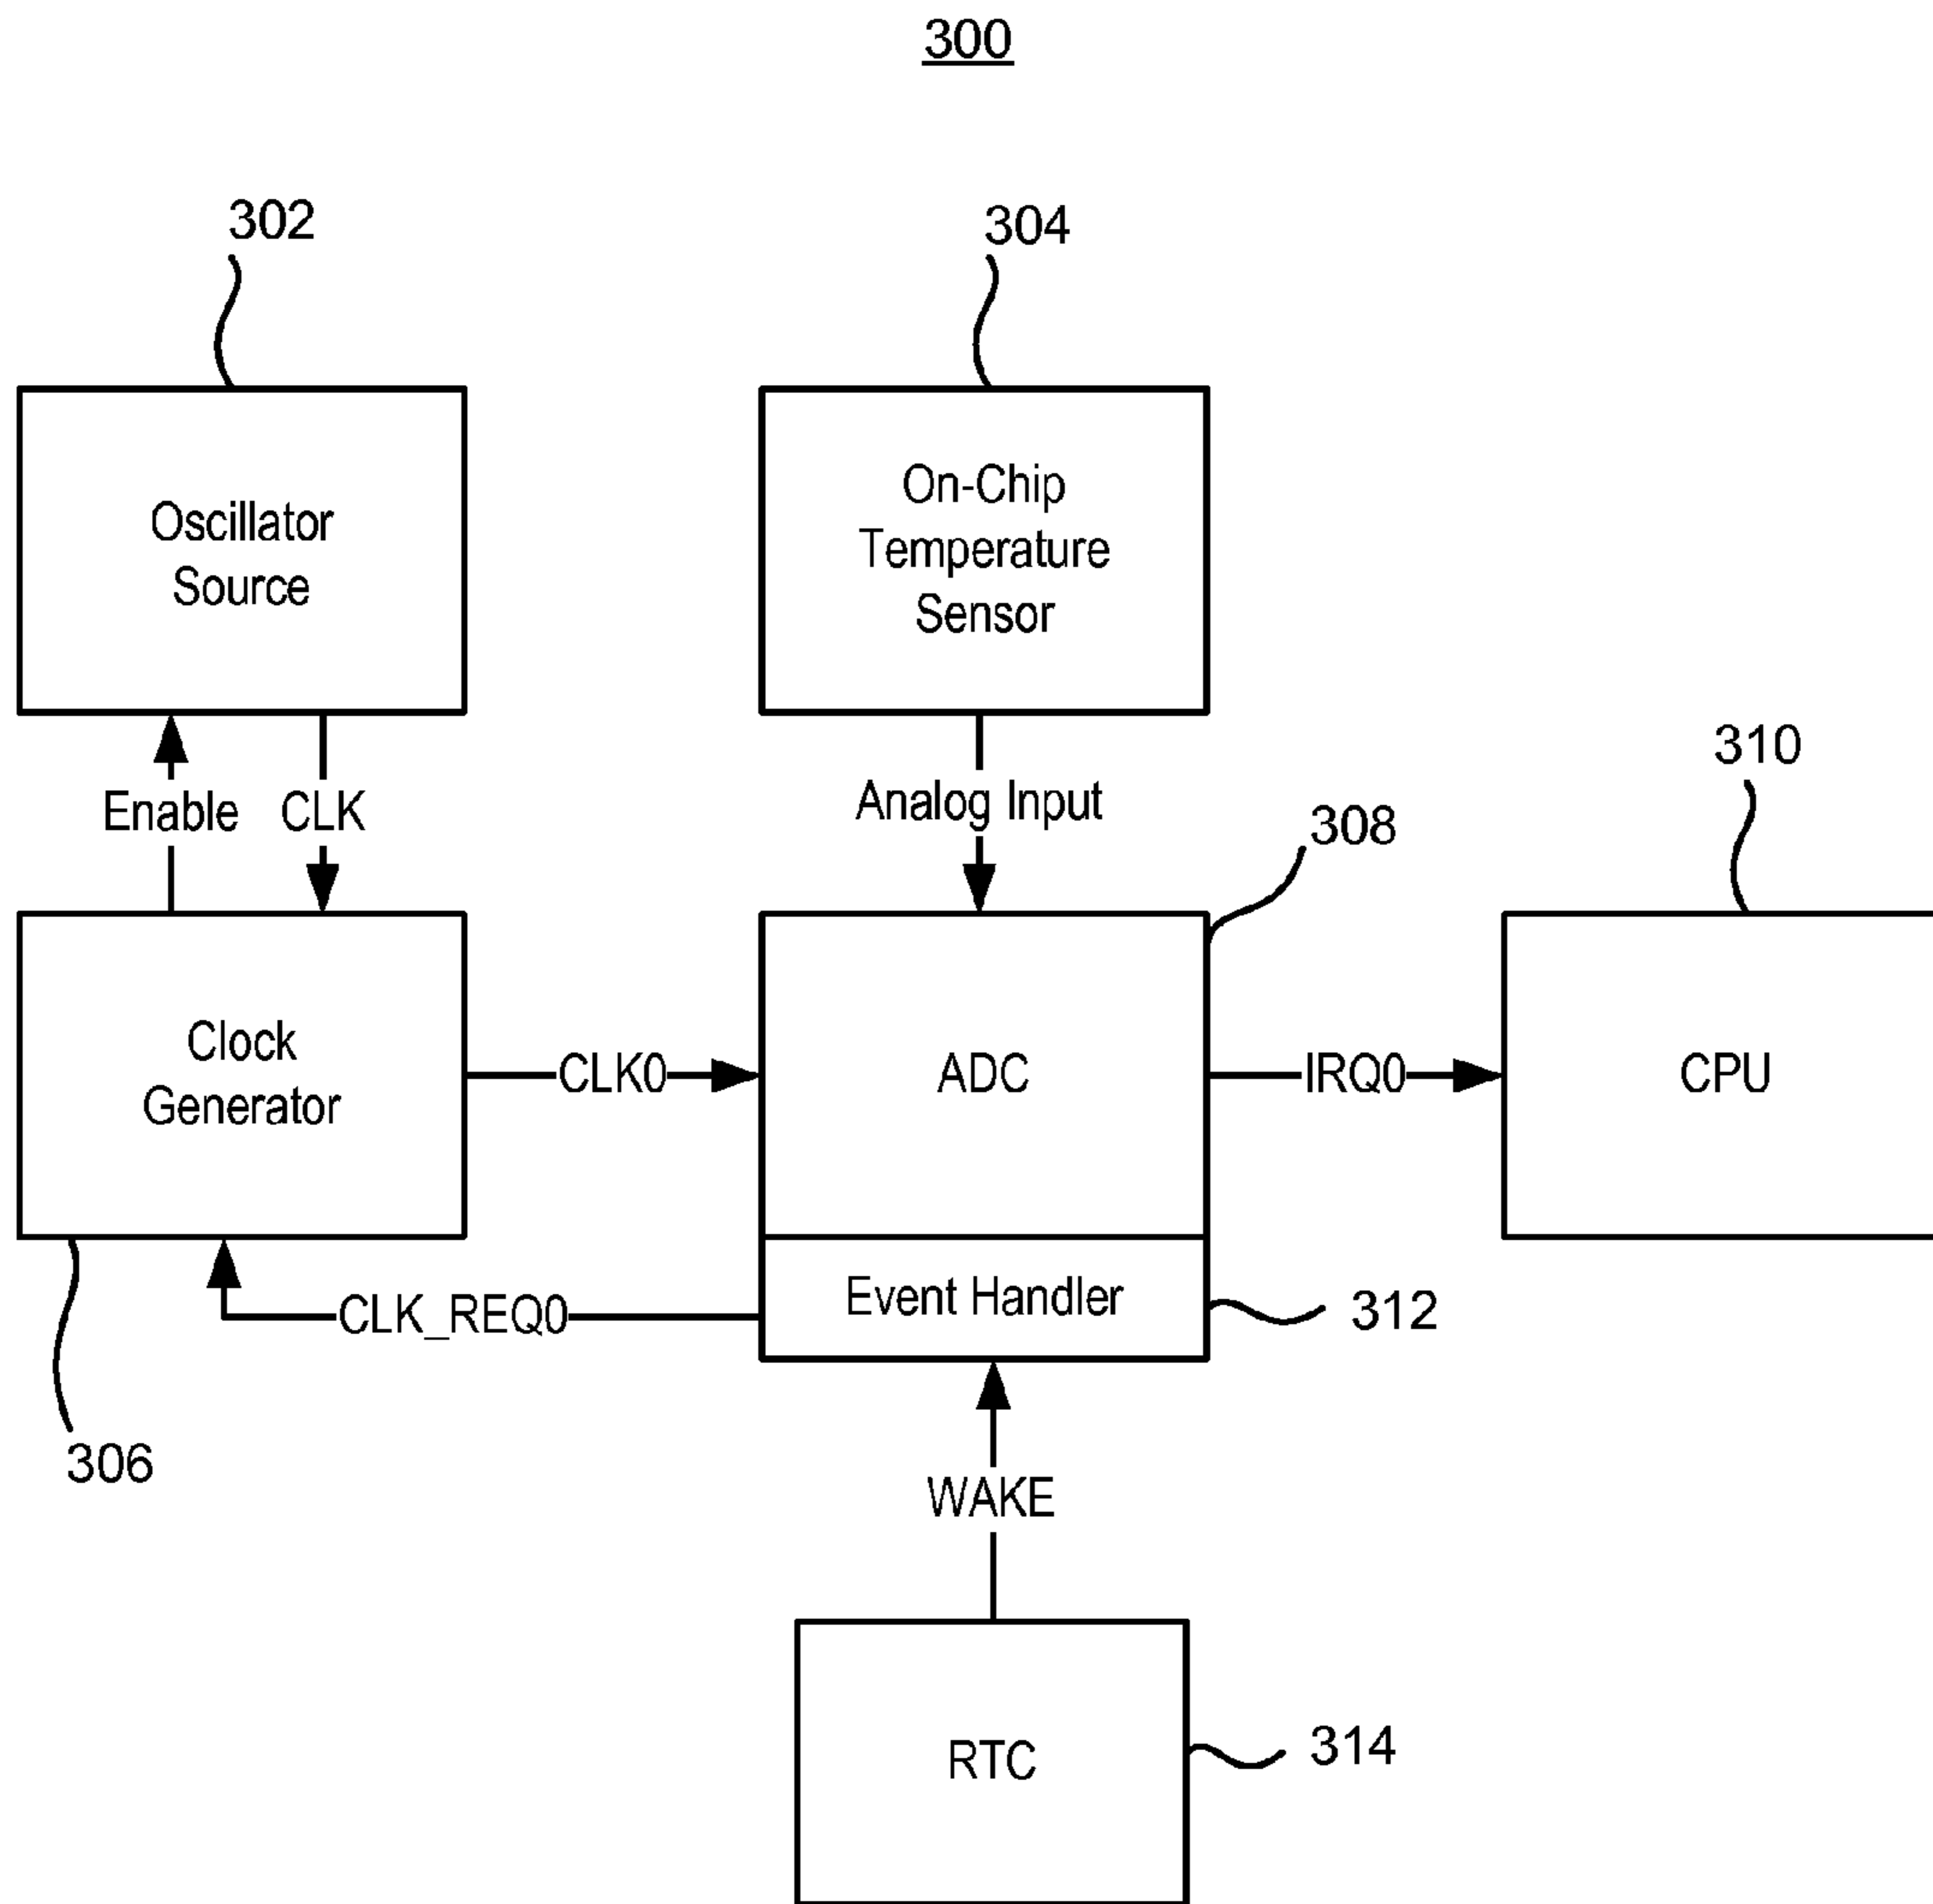 300
302
304
Oscillator
Source
On-Chip
Temperature
Sensor
Enable
CLK
Analog Input
308
310
Clock
Generator
CLK0
ADC
IRQ0
CPU
CLK_REQ0
Event Handler
312
306
WAKE
RTC
314